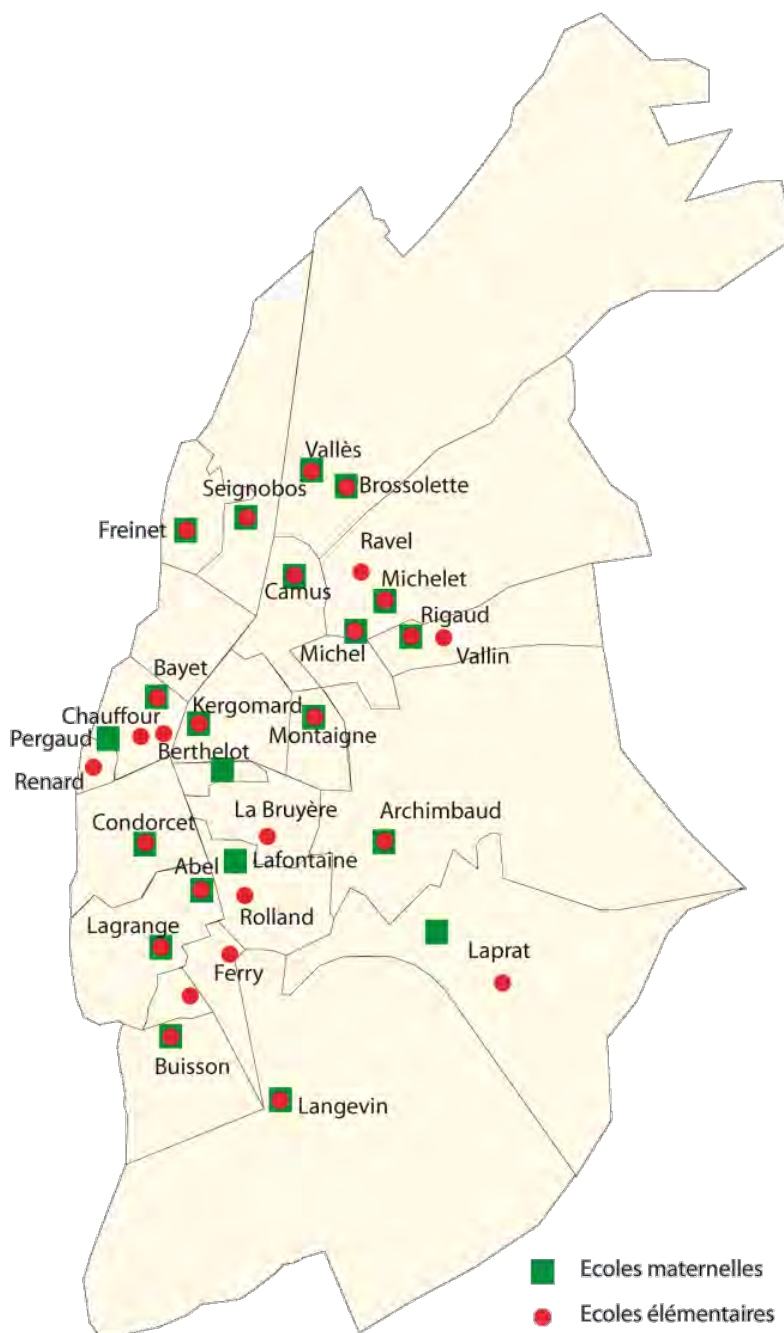 Vallès
Seignobos
Brossolette
Freinet
Ravel
Camus
Michelet
Rigaud
Michel
Vallin
Bayet
Kergomard
Chauffour
Montaigne
Pergaud
Berthelot
Renard
La Bruyère
Archimbaud
Condorcet
Lafontaine
Abel
Rolland
Lagrange
Laprat
Ferry
Buisson
Langevin
Ecoles maternelles
Ecoles élémentaires